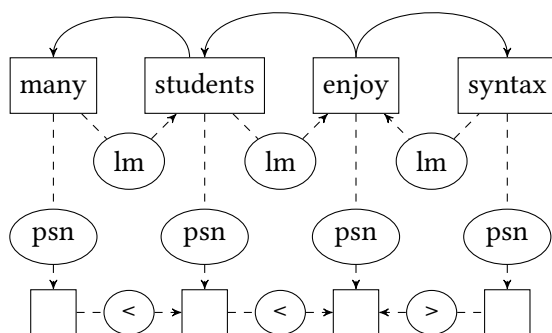 many students enjoy syntax
lm lm lm
psn psn psn psn
< < >